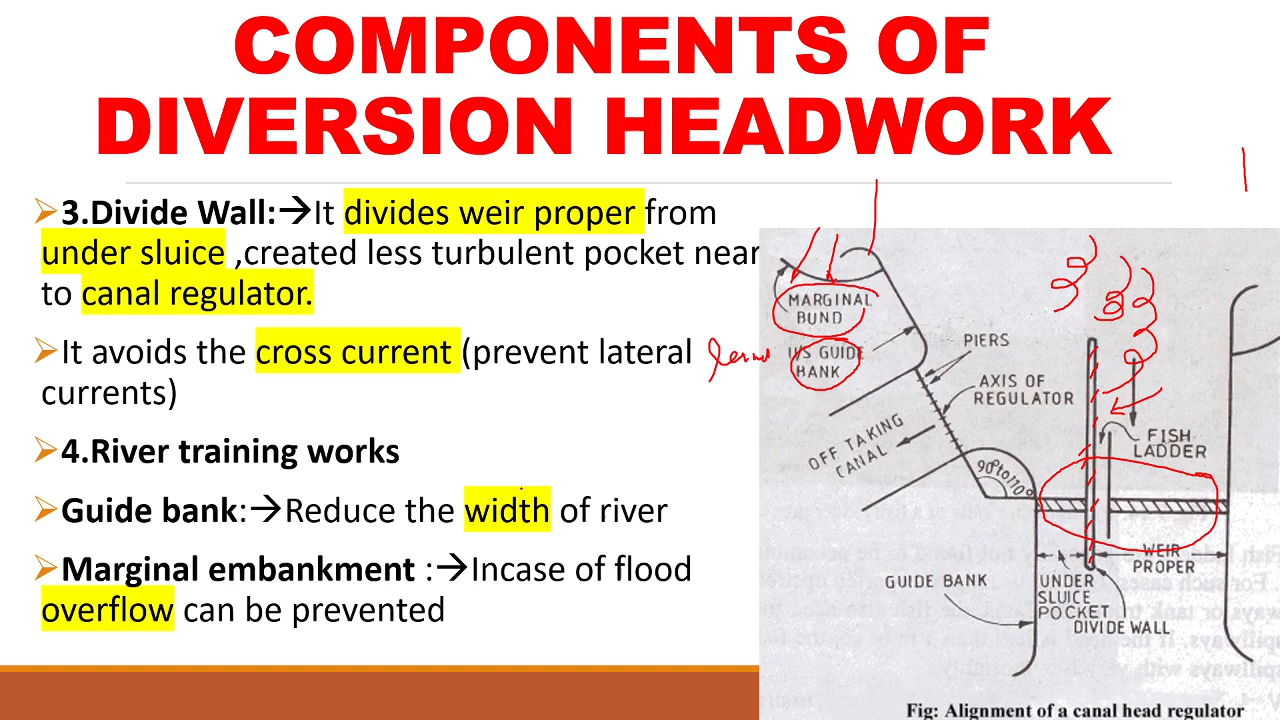 COMPONENTS OF
DIVERSION HEADWORK
➢3.Divide Wall:→It divides weir proper from
under sluice ,created less turbulent pocket near
to canal regulator.
➢It avoids the cross current (prevent lateral
currents)
➢4.River training works
➢Guide bank:→Reduce the width of river
➢Marginal embankment :→Incase of flood
overflow can be prevented
MARGINAL
BUND
U/S GUIDE
BANK
PIERS
AXIS OF
REGULATOR
OFF TAKING
CANAL
90° to 110°
FISH
LADDER
WEIR
PROPER
GUIDE BANK
UNDER
SLUICE
POCKET
DIVIDE WALL
Fig: Alignment of a canal head regulator